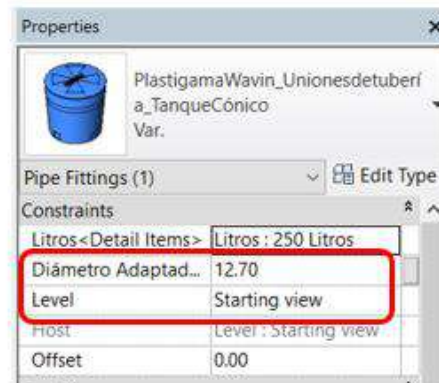 Properties
PlastigamaWavin_Unionesdetuberí
a_TanqueCónico
Var.
Pipe Fittings (1) Edit Type
Constraints
Litros<Detail Items> Litros : 250 Litros
Diámetro Adaptad... 12.70
Level Starting view
Host Level : Starting view
Offset 0.00